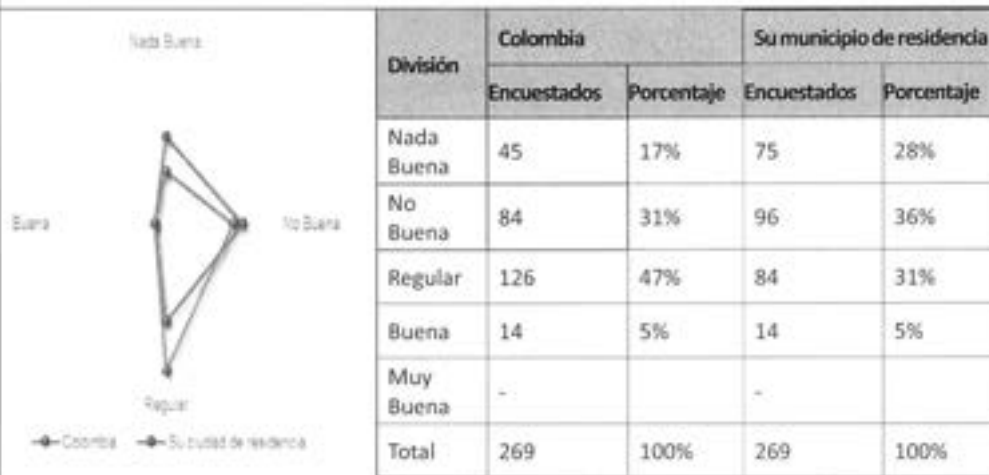 Nada Buena
Buena
No Buena
Regular
Colombia Su ciudad de residencia
División Colombia Su municipio de residencia
Encuestados Porcentaje Encuestados Porcentaje
Nada Buena 45 17% 75 28%
No Buena 84 31% 96 36%
Regular 126 47% 84 31%
Buena 14 5% 14 5%
Muy Buena - -
Total 269 100% 269 100%